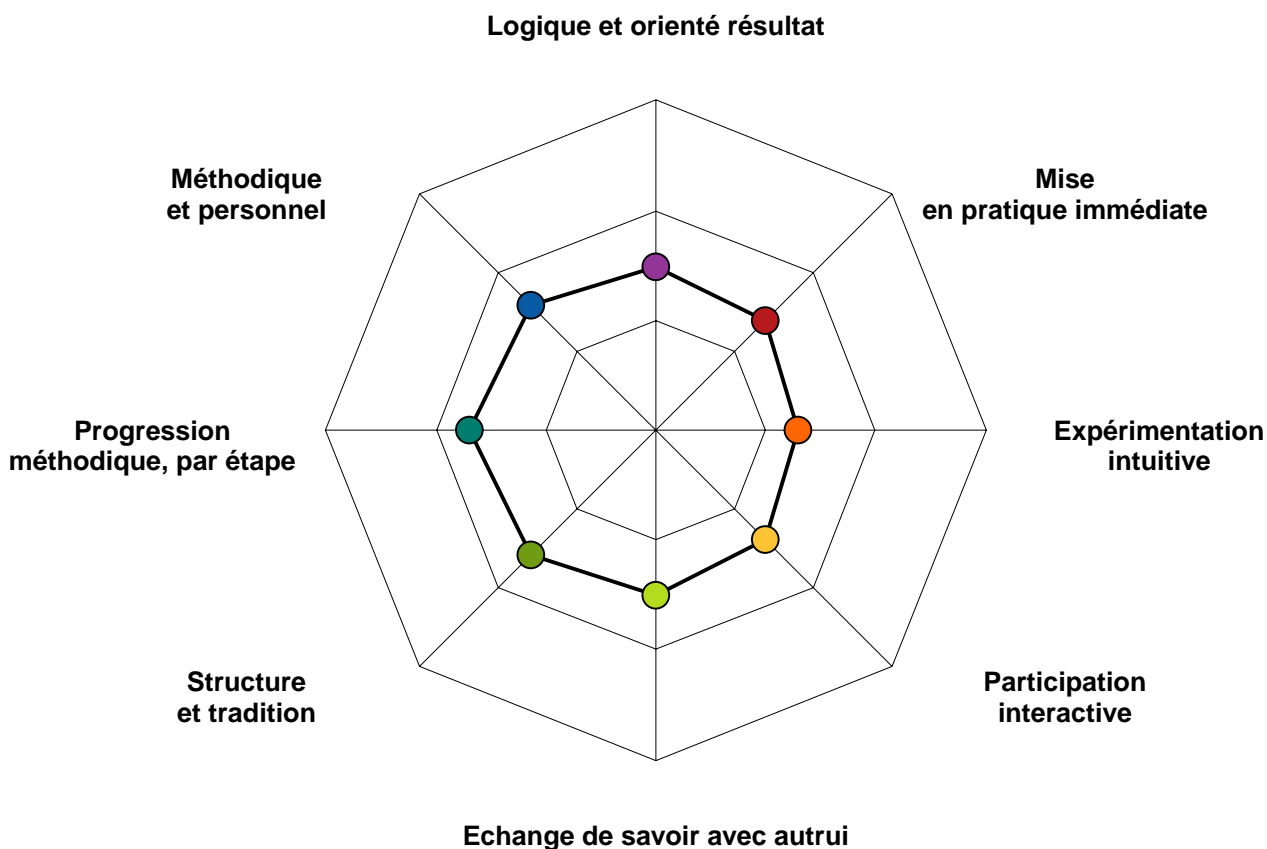 Logique et orienté résultat
Méthodique
et personnel
Mise
en pratique immédiate
Progression
méthodique, par étape
Expérimentation
intuitive
Structure
et tradition
Participation
interactive
Echange de savoir avec autrui